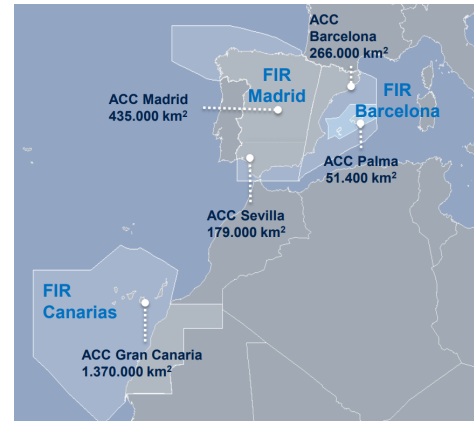 ACC
Barcelona
266.000 km²
FIR
Madrid
FIR
Barcelona
ACC Madrid
435.000 km²
ACC Palma
51.400 km²
ACC Sevilla
179.000 km²
FIR
Canarias
ACC Gran Canaria
1.370.000 km²